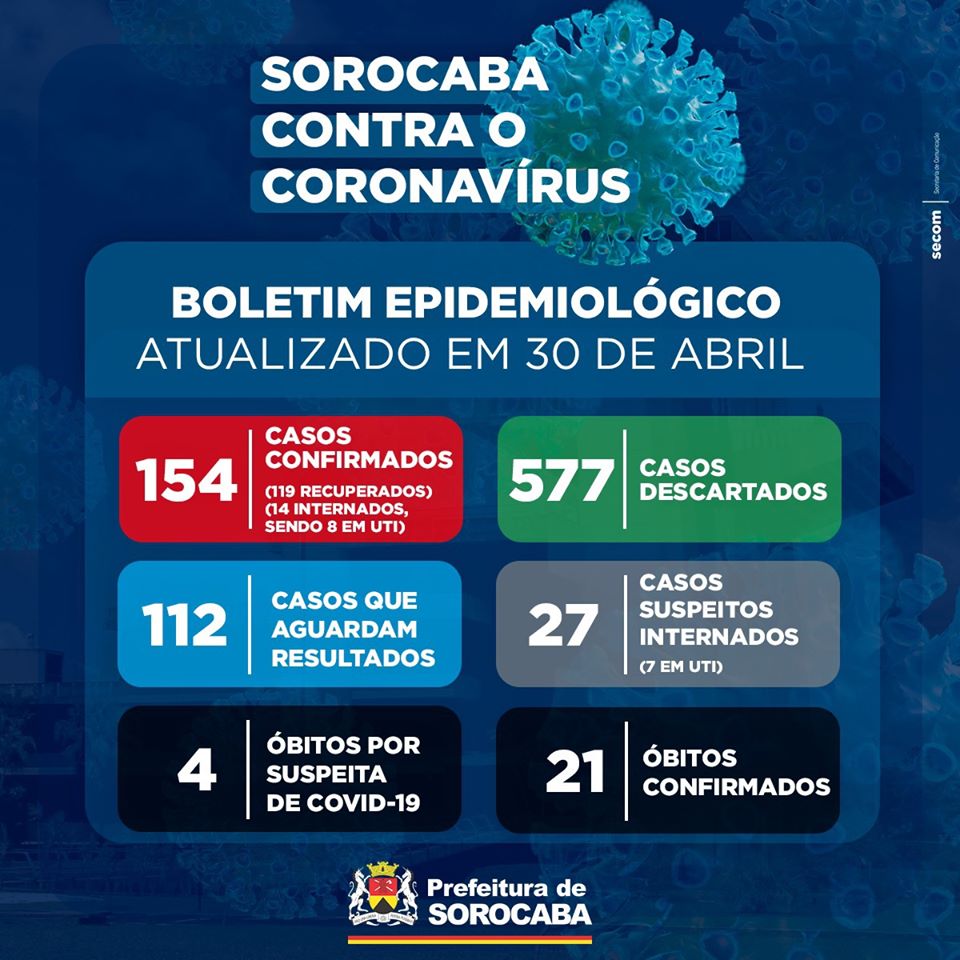 SOROCABA
CONTRA O
CORONAVÍRUS
secom
Secretaria de Comunicação
BOLETIM EPIDEMIOLÓGICO
ATUALIZADO EM 30 DE ABRIL
154
CASOS
CONFIRMADOS
(119 RECUPERADOS)
(14 INTERNADOS,
SENDO 8 EM UTI)
577
CASOS
DESCARTADOS
112
CASOS QUE
AGUARDAM
RESULTADOS
27
CASOS
SUSPEITOS
INTERNADOS
(7 EM UTI)
4
ÓBITOS POR
SUSPEITA
DE COVID-19
21
ÓBITOS
CONFIRMADOS
Prefeitura de
SOROCABA